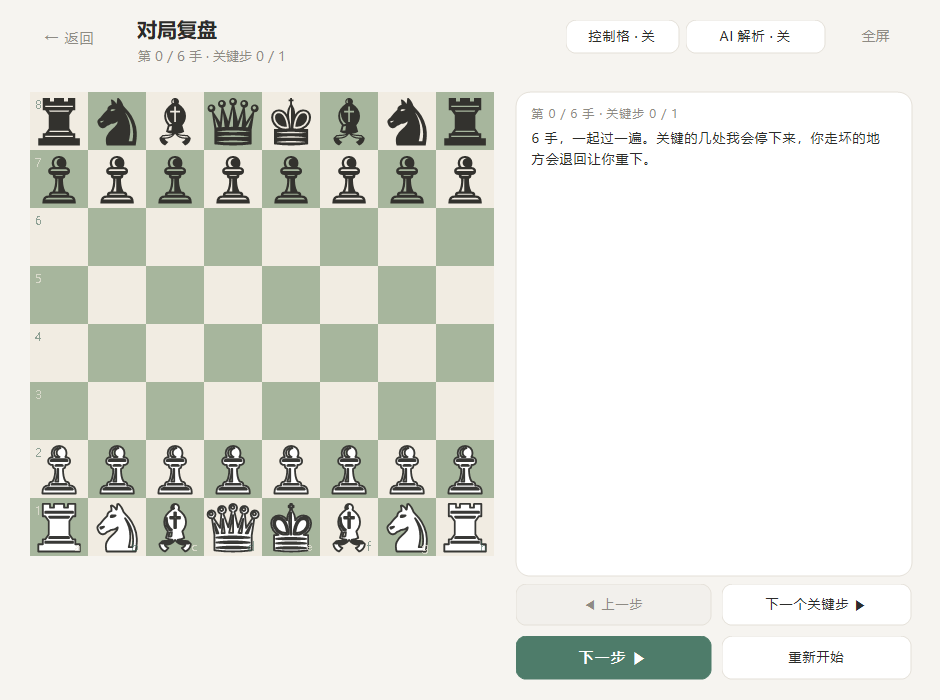 ← 返回
对局复盘
第 0 / 6 手 · 关键步 0 / 1
控制格 · 关
AI 解析 · 关
全屏
8
7
6
5
4
3
2
1
f
第 0 / 6 手 · 关键步 0 / 1
6 手，一起过一遍。关键的几处我会停下来，你走坏的地
方会退回让你重下。
◀ 上一步
下一个关键步 ▶
下一步 ▶
重新开始